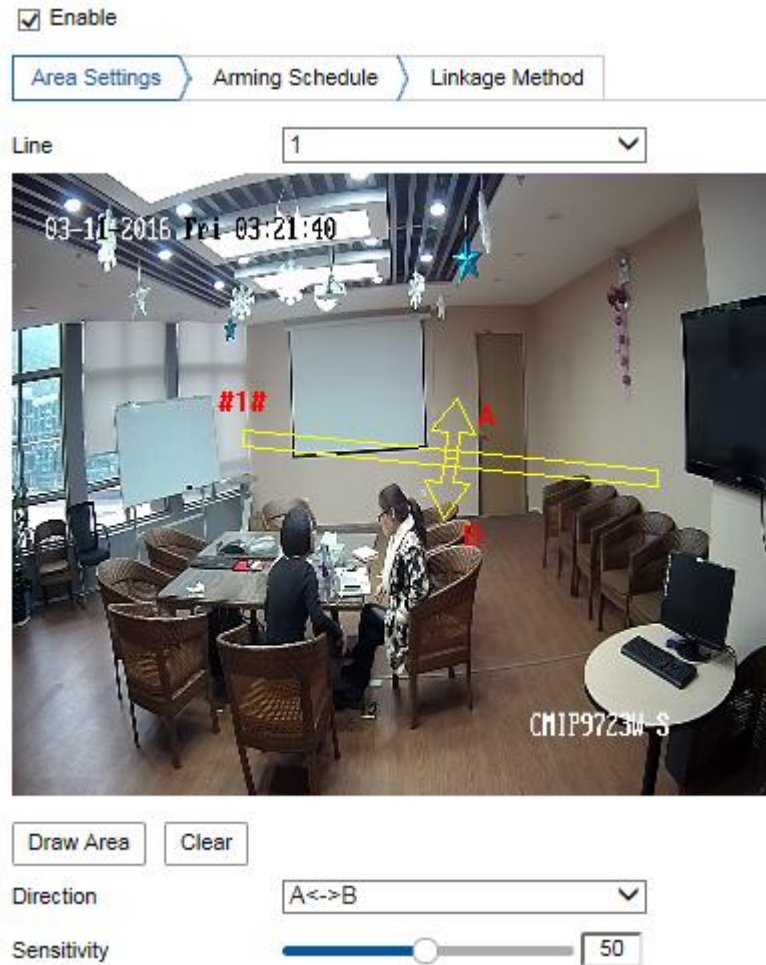 Enable
Area Settings Arming Schedule Linkage Method
Line 1
03-11-2016 Fri 03:21:40
#1#
A
B
CMIP9723W-S
Draw Area Clear
Direction A<->B
Sensitivity 50